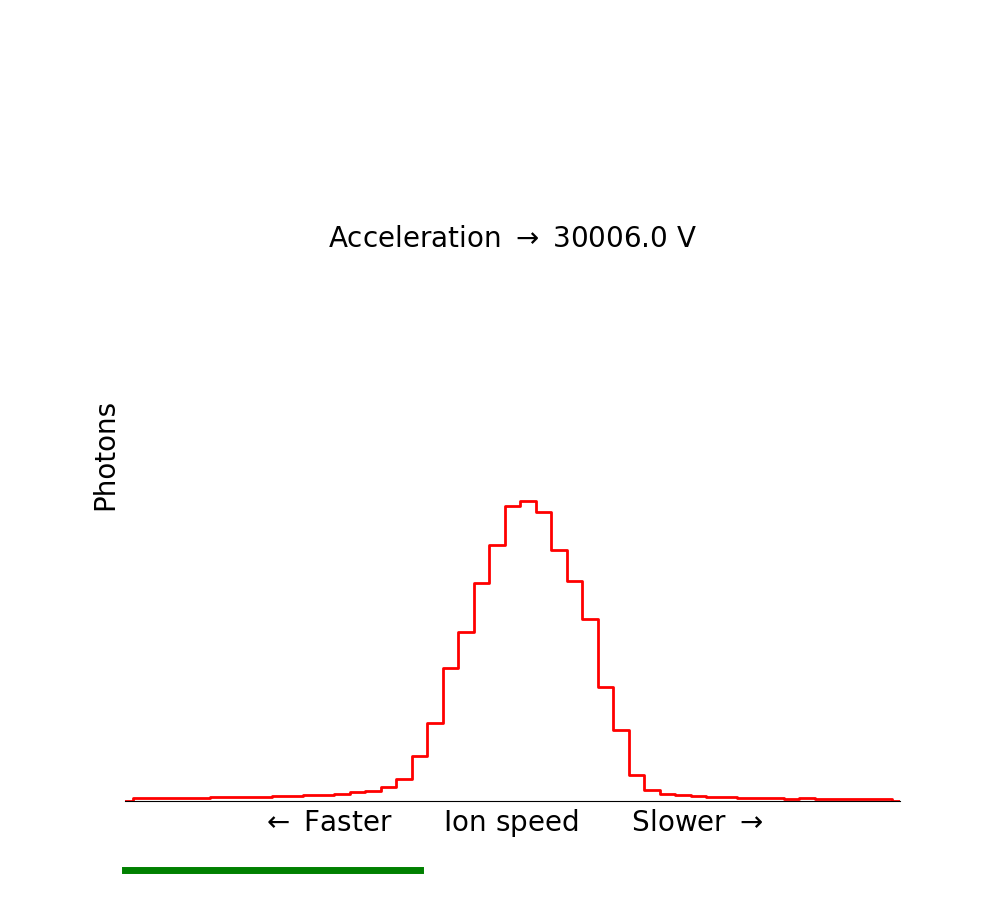 Acceleration → 30006.0 V
Photons
← Faster Ion speed Slower →